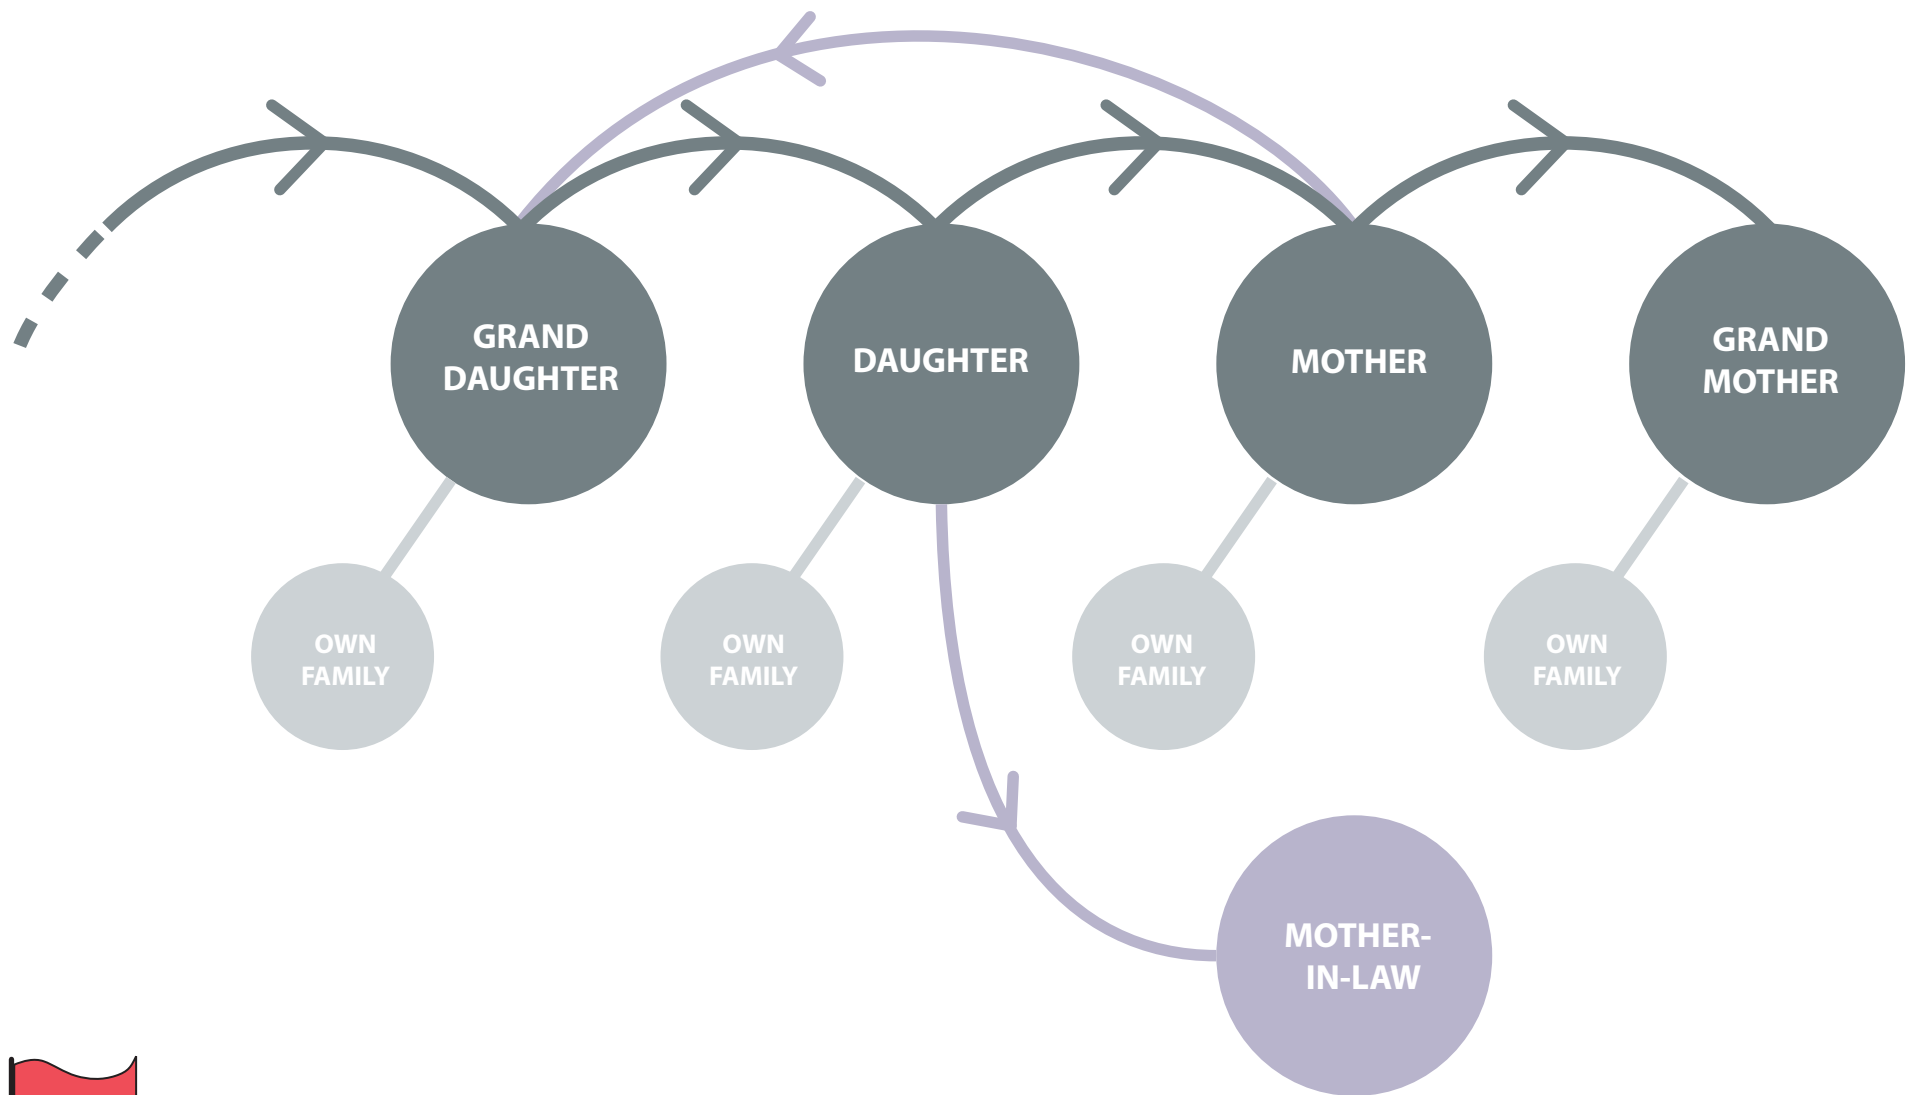 GRAND
DAUGHTER
DAUGHTER
MOTHER
GRAND
MOTHER
OWN
FAMILY
OWN
FAMILY
OWN
FAMILY
OWN
FAMILY
MOTHER-
IN-LAW